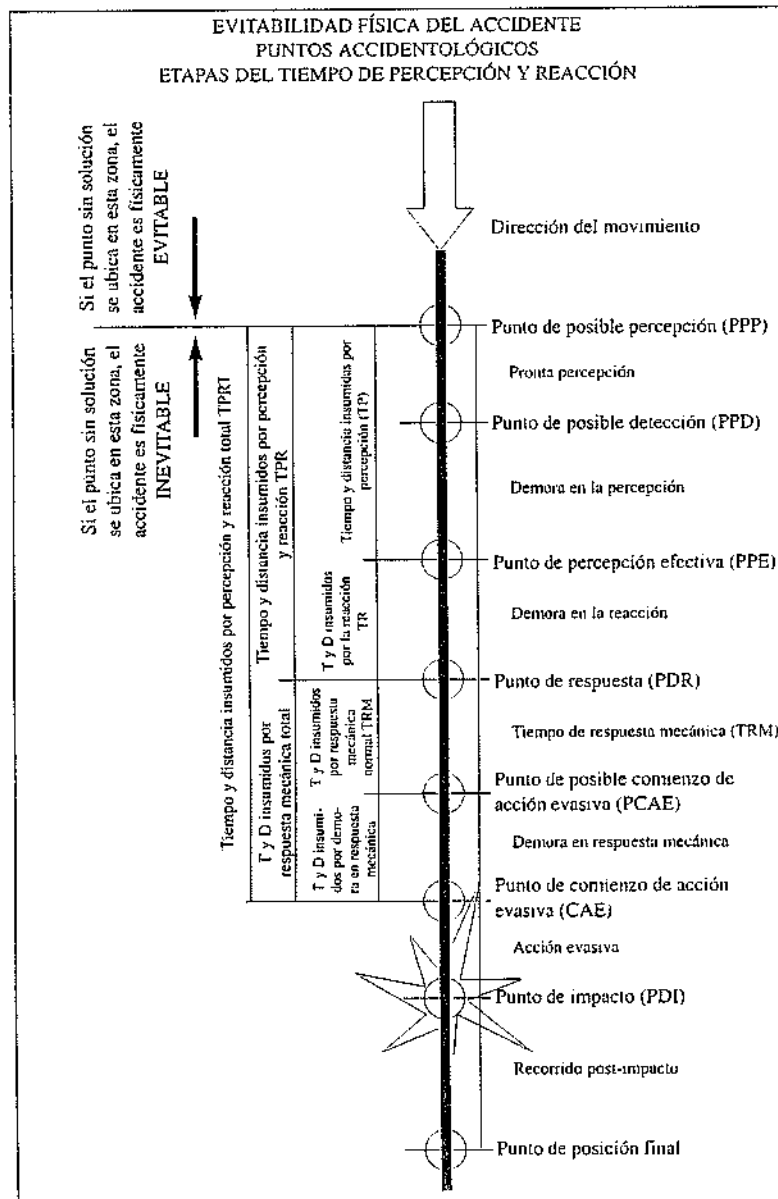 EVITABILIDAD FÍSICA DEL ACCIDENTE
PUNTOS ACCIDENTOLÓGICOS
ETAPAS DEL TIEMPO DE PERCEPCIÓN Y REACCIÓN
Si el punto sin solución
se ubica en esta zona, el
accidente es físicamente
EVITABLE
Si el punto sin solución
se ubica en esta zona, el
accidente es físicamente
INEVITABLE
Tiempo y distancia insumidos por percepción y reacción total TPRT
Tiempo y distancia insumidos por percepción
y reacción TPR
T y D insumidos por
respuesta mecánica total
Tiempo y distancia insumidas por
percepción (TP)
T y D insumidos
por la reacción
TR
T y D insumidos
por respuesta
mecánica
normal TRM
T y D insumi-
dos por demo-
ra en respuesta
mecánica
Dirección del movimiento
Punto de posible percepción (PPP)
Pronta percepción
Punto de posible detección (PPD)
Demora en la percepción
Punto de percepción efectiva (PPE)
Demora en la reacción
Punto de respuesta (PDR)
Tiempo de respuesta mecánica (TRM)
Punto de posible comienzo de
acción evasiva (PCAE)
Demora en respuesta mecánica
Punto de comienzo de acción
evasiva (CAE)
Acción evasiva
Punto de impacto (PDI)
Recorrido post-impacto
Punto de posición final